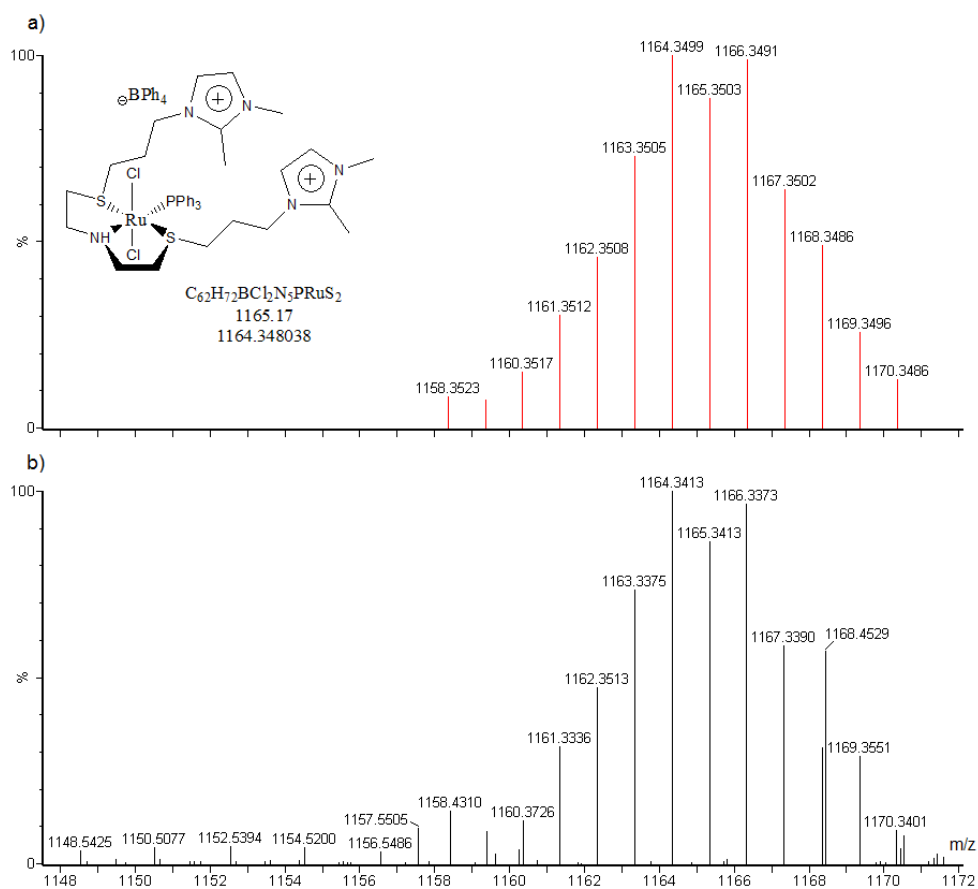 a)
100
%
0
1158.3523
1160.3517
1161.3512
1162.3508
1163.3505
1164.3499
1165.3503
1166.3491
1167.3502
1168.3486
1169.3496
1170.3486
⊖BPh₄
N + N
N + N
Cl
S PPh₃
Ru
NH S
Cl
C₆₂H₇₂BCl₂N₅PRuS₂
1165.17
1164.348038
b)
100
%
0
1148.5425
1150.5077
1152.5394
1154.5200
1156.5486
1157.5505
1158.4310
1160.3726
1161.3336
1162.3513
1163.3375
1164.3413
1165.3413
1166.3373
1167.3390
1168.4529
1169.3551
1170.3401
m/z
1148 1150 1152 1154 1156 1158 1160 1162 1164 1166 1168 1170 1172